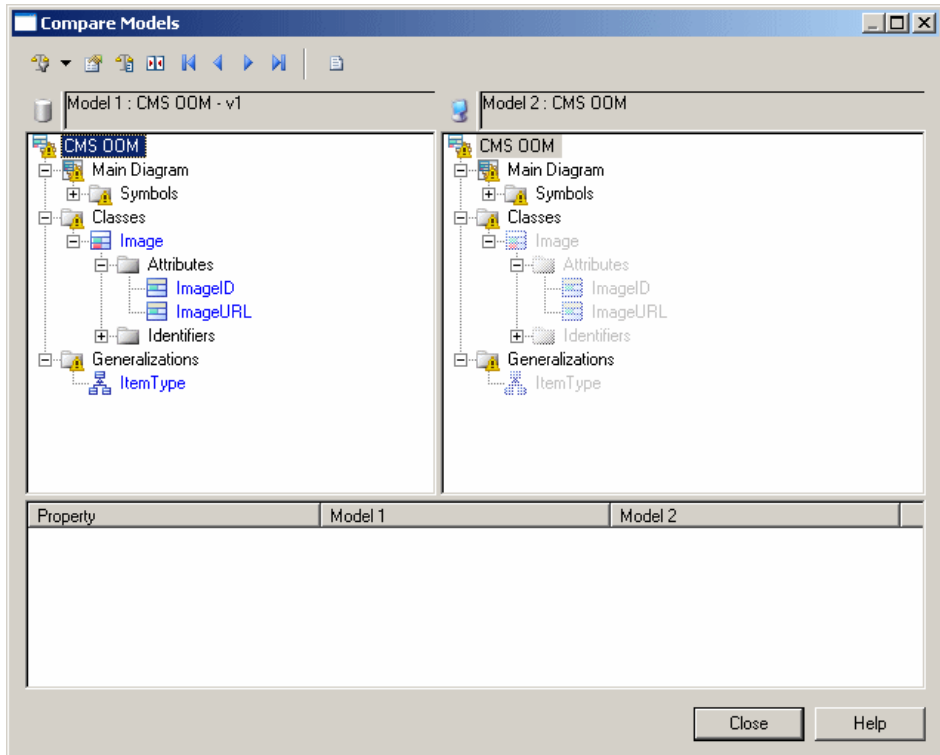 Compare Models
Model 1 : CMS OOM - v1
Model 2 : CMS OOM
CMS OOM
Main Diagram
Symbols
Classes
Image
Attributes
ImageID
ImageURL
Identifiers
Generalizations
ItemType
CMS OOM
Main Diagram
Symbols
Classes
Image
Attributes
ImageID
ImageURL
Identifiers
Generalizations
ItemType
Property Model 1 Model 2
Close Help